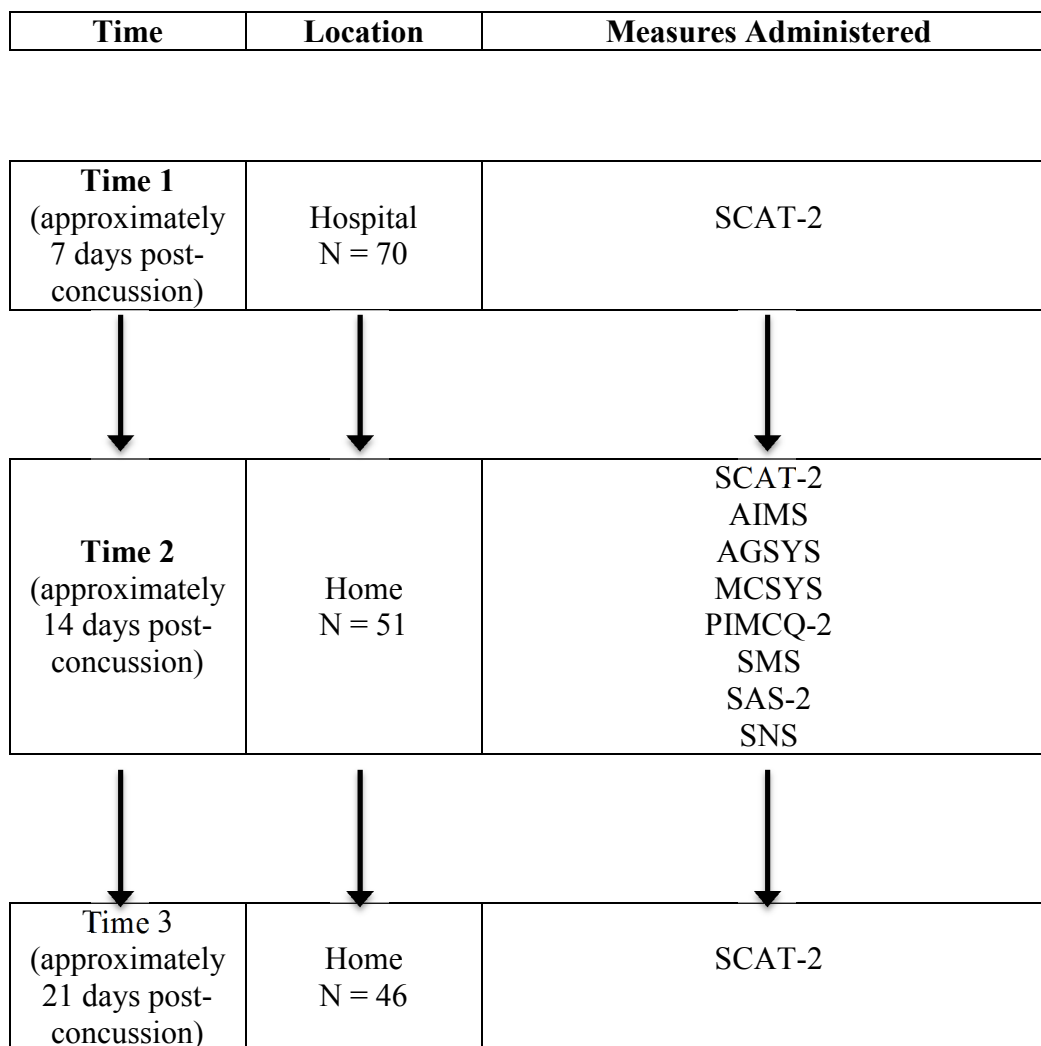 Time Location Measures Administered
Time 1
(approximately
7 days post-
concussion)
Hospital
N = 70
SCAT-2
Time 2
(approximately
14 days post-
concussion)
Home
N = 51
SCAT-2
AIMS
AGSYS
MCSYS
PIMCQ-2
SMS
SAS-2
SNS
Time 3
(approximately
21 days post-
concussion)
Home
N = 46
SCAT-2